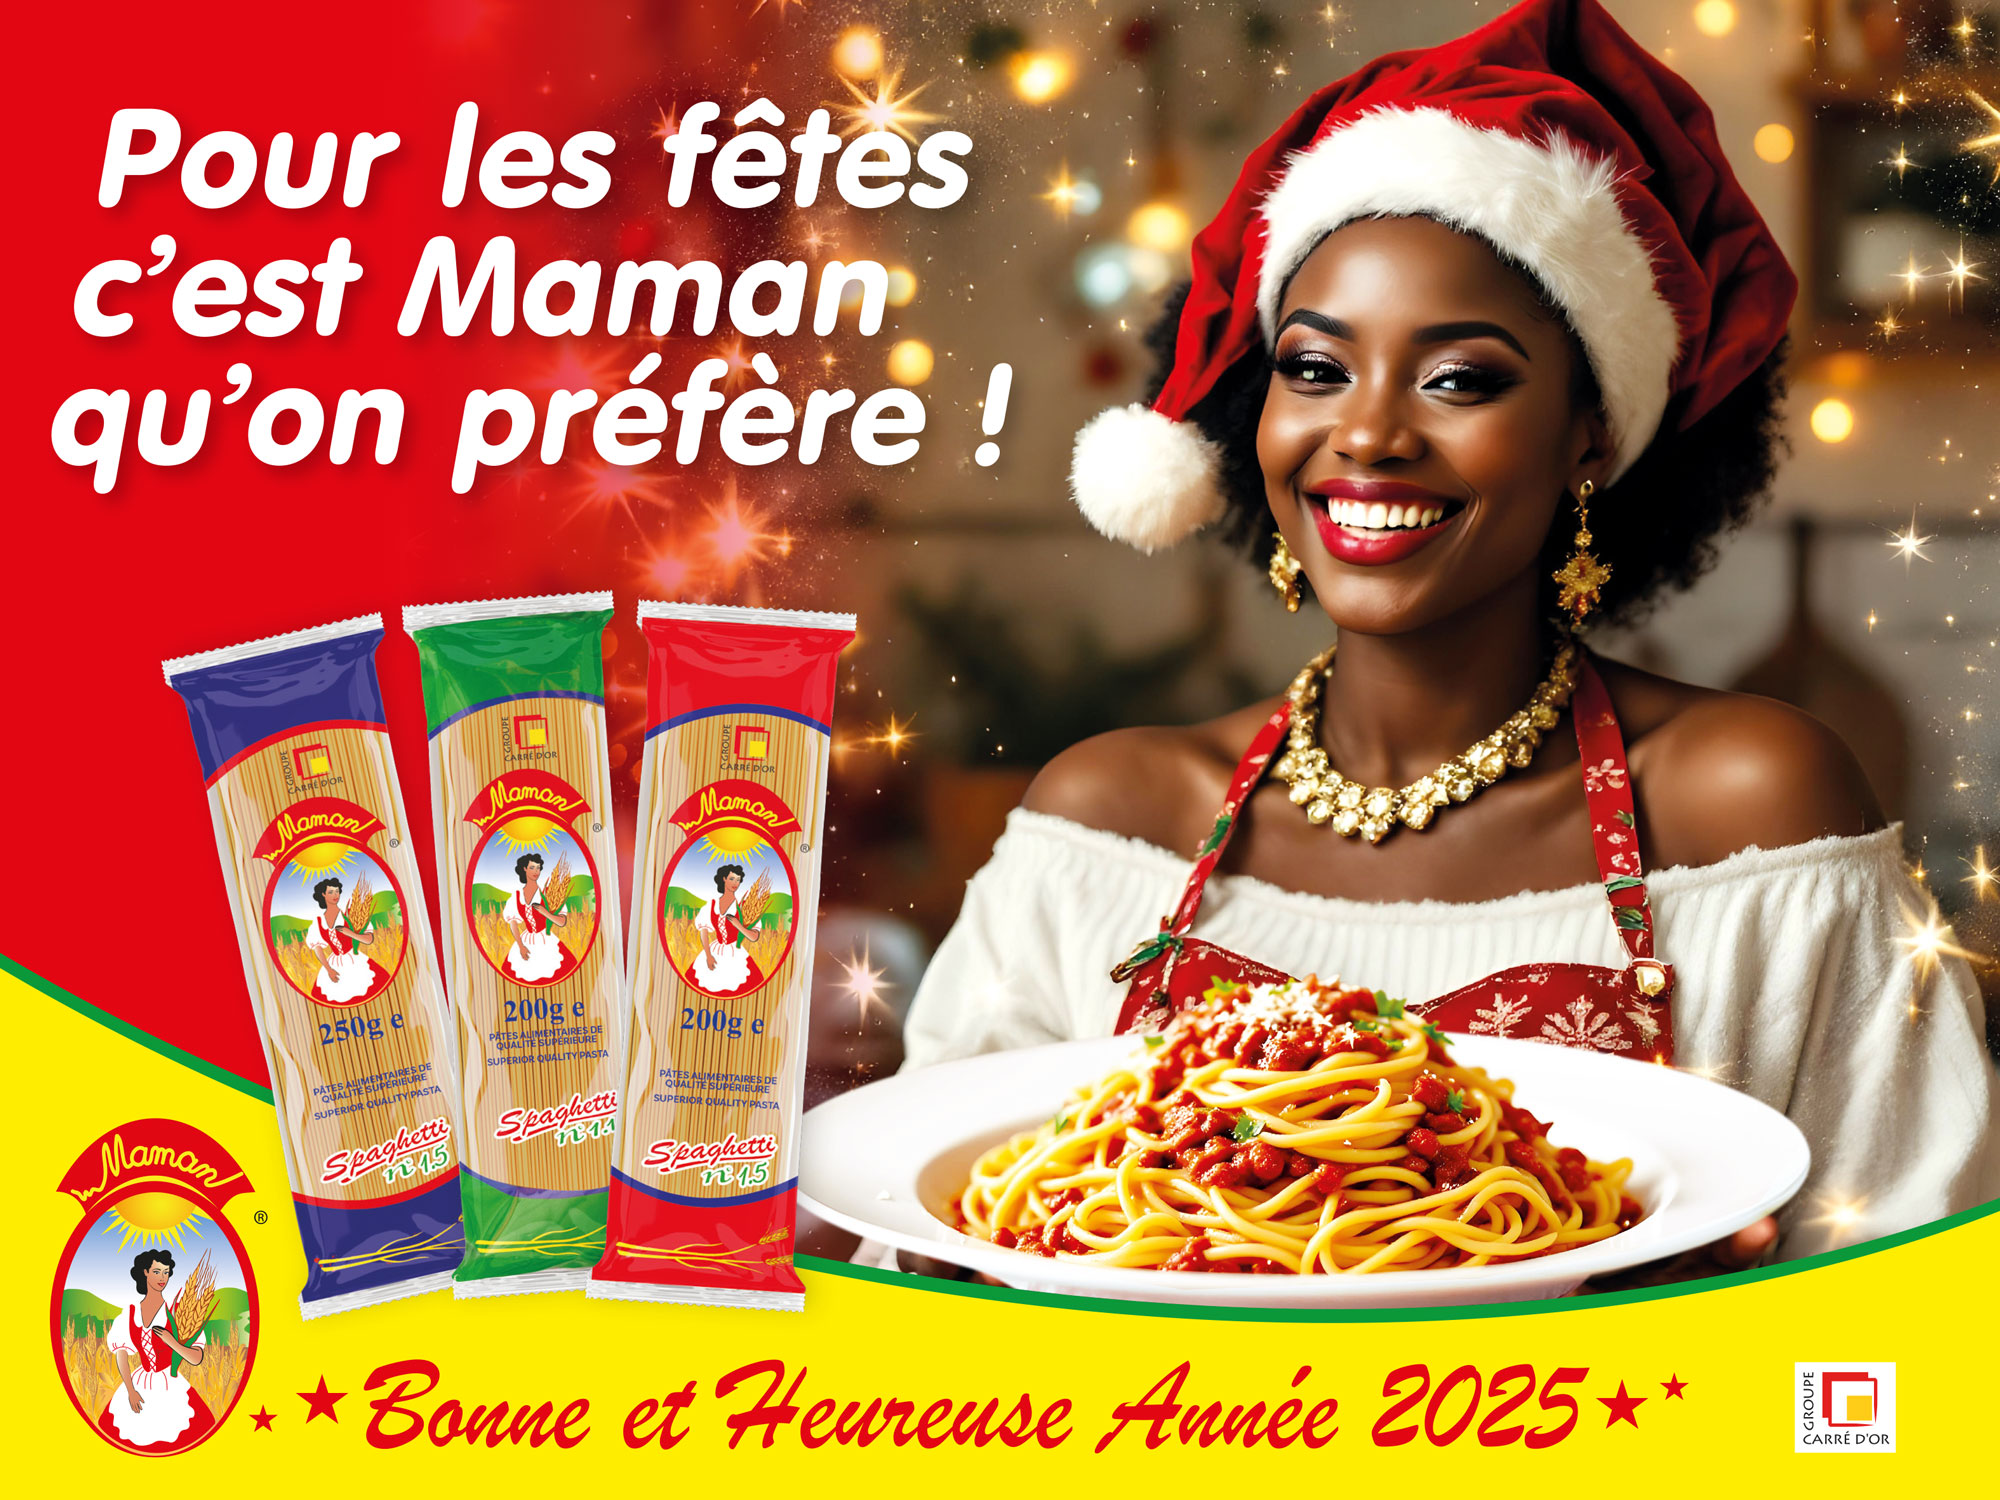 Pour les fêtes
c'est Maman
qu'on préfère !
GROUPE
CARRÉ D'OR
Maman
®
250g e
PÂTES ALIMENTAIRES DE
QUALITÉ SUPÉRIEURE
SUPERIOR QUALITY PASTA
Spaghetti
n°1.5
GROUPE
CARRÉ D'OR
Maman
®
200g e
PÂTES ALIMENTAIRES DE
QUALITÉ SUPÉRIEURE
SUPERIOR QUALITY PASTA
Spaghetti
n°1.1
GROUPE
CARRÉ D'OR
Maman
®
200g e
PÂTES ALIMENTAIRES DE
QUALITÉ SUPÉRIEURE
SUPERIOR QUALITY PASTA
Spaghetti
n°1.5
Maman
®
Bonne et Heureuse Année 2025
GROUPE
CARRÉ D'OR